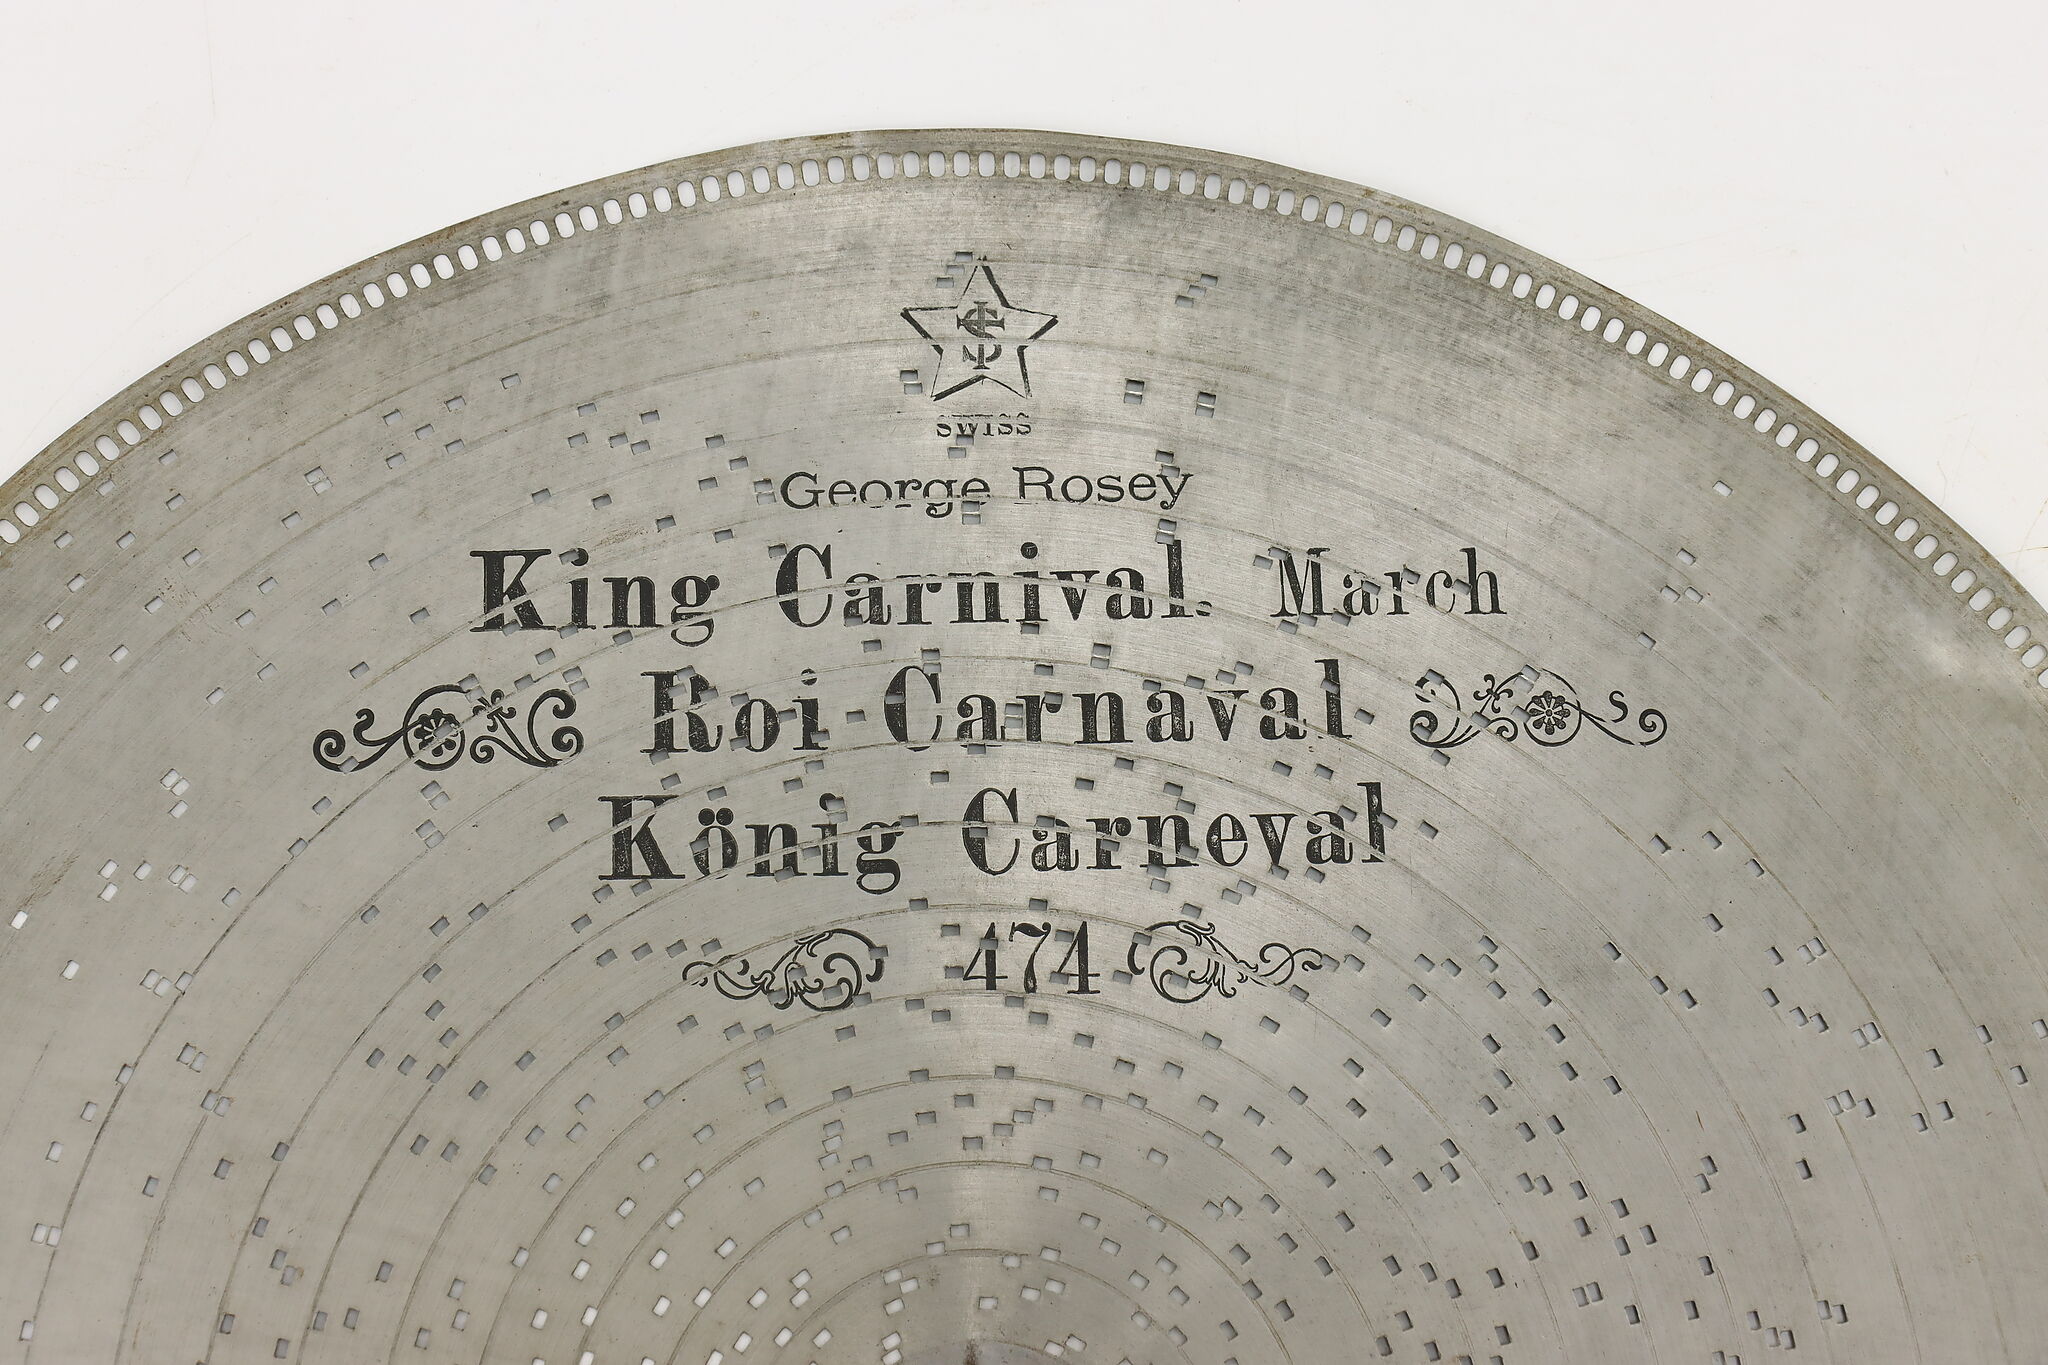 SWISS
George Rosey
King Carnival. March
Roi Carnaval
König Carneval
474